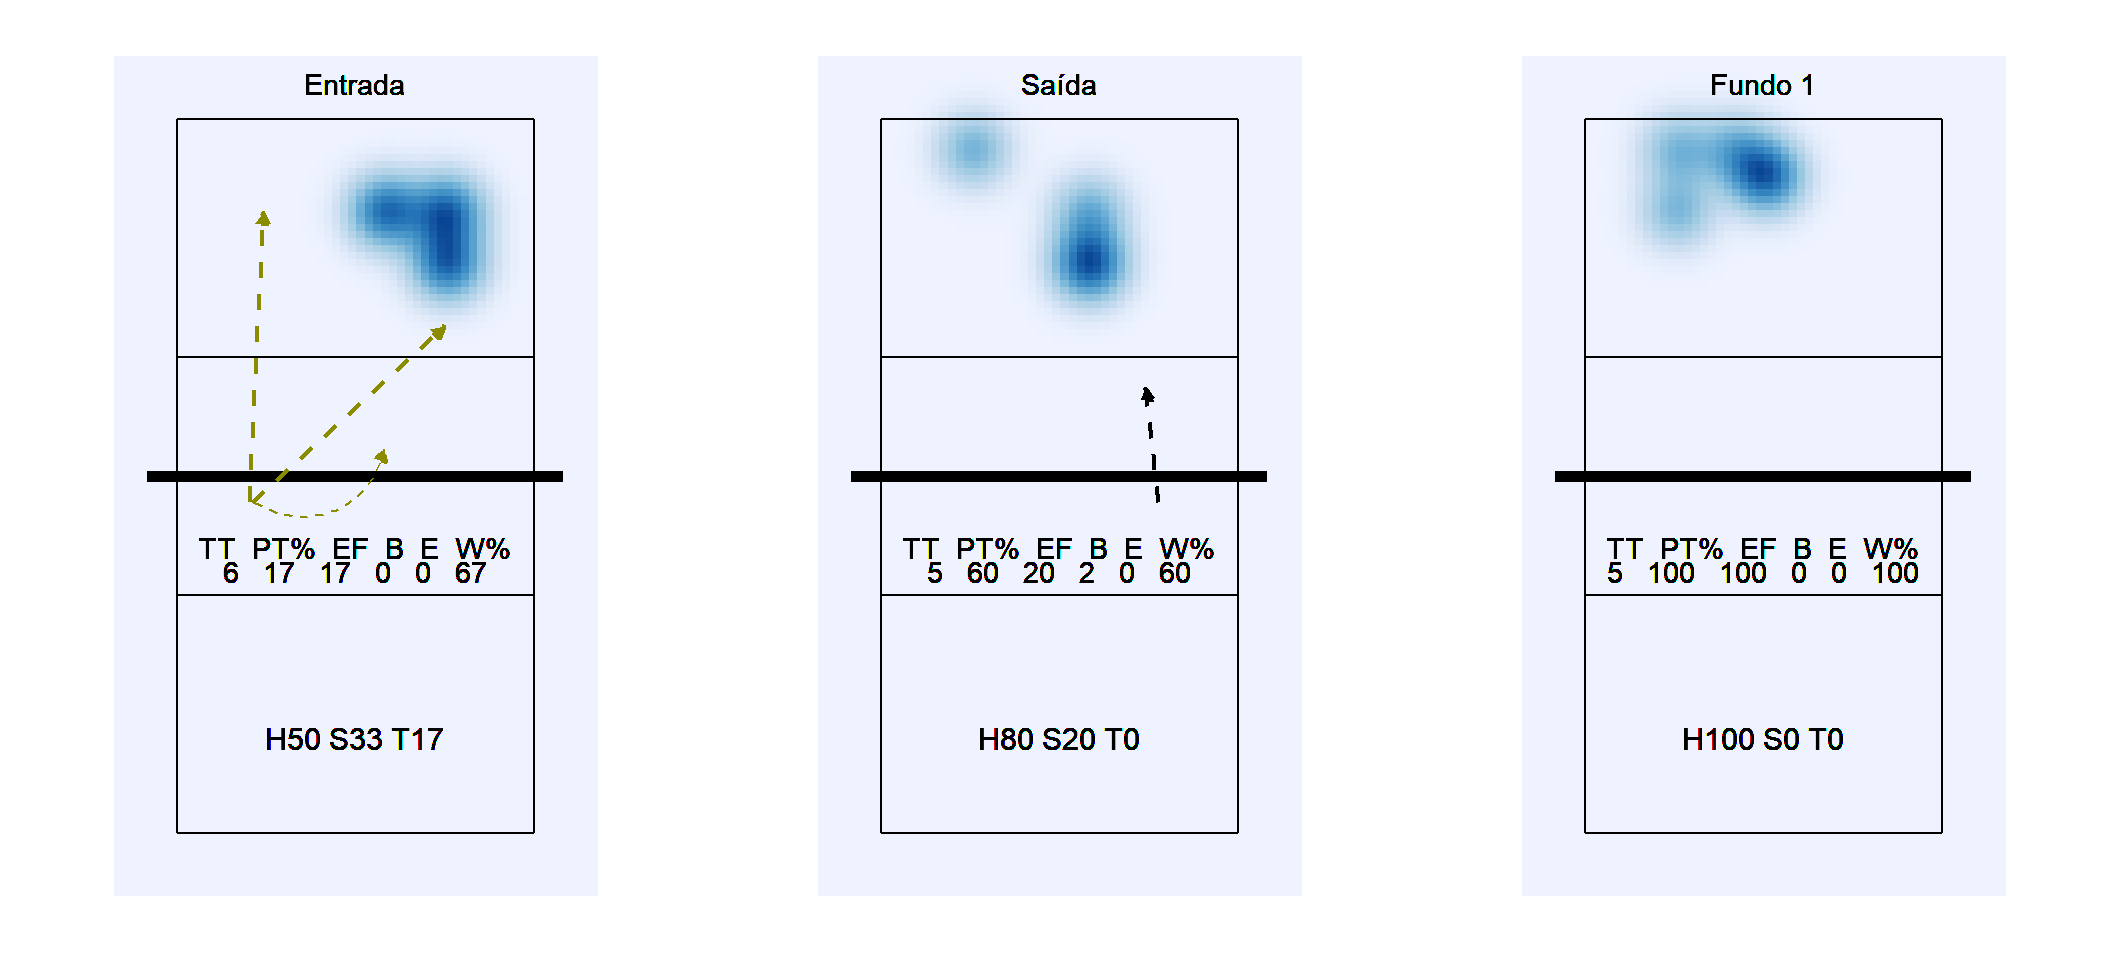 Entrada
TT PT% EF B E W%
6 17 17 0 0 67
H50 S33 T17
Saída
TT PT% EF B E W%
5 60 20 2 0 60
H80 S20 T0
Fundo 1
TT PT% EF B E W%
5 100 100 0 0 100
H100 S0 T0